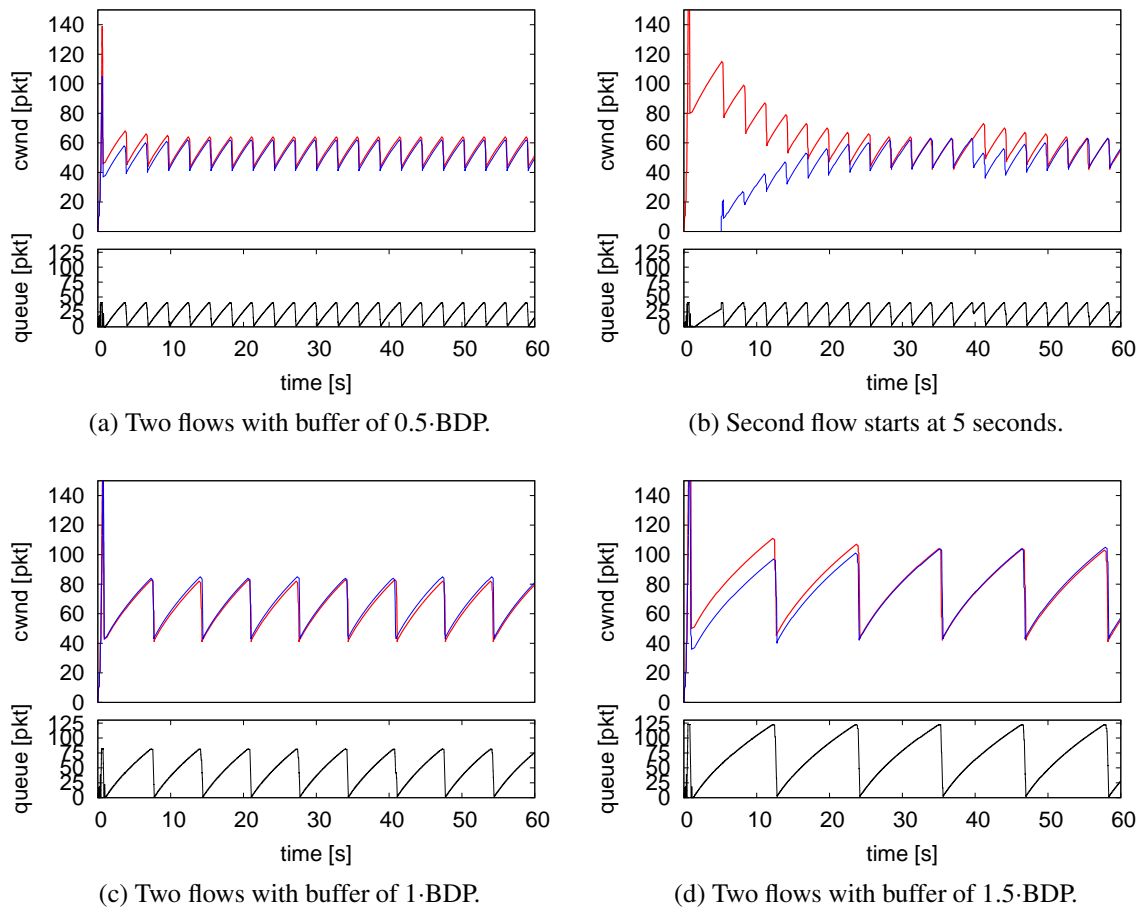 140
120
100
80
60
40
20
0
cwnd [pkt]
125
100
75
50
25
0
queue [pkt]
0 10 20 30 40 50 60
time [s]
(a) Two flows with buffer of 0.5·BDP.
140
120
100
80
60
40
20
0
cwnd [pkt]
125
100
75
50
25
0
queue [pkt]
0 10 20 30 40 50 60
time [s]
(b) Second flow starts at 5 seconds.
140
120
100
80
60
40
20
0
cwnd [pkt]
125
100
75
50
25
0
queue [pkt]
0 10 20 30 40 50 60
time [s]
(c) Two flows with buffer of 1·BDP.
140
120
100
80
60
40
20
0
cwnd [pkt]
125
100
75
50
25
0
queue [pkt]
0 10 20 30 40 50 60
time [s]
(d) Two flows with buffer of 1.5·BDP.